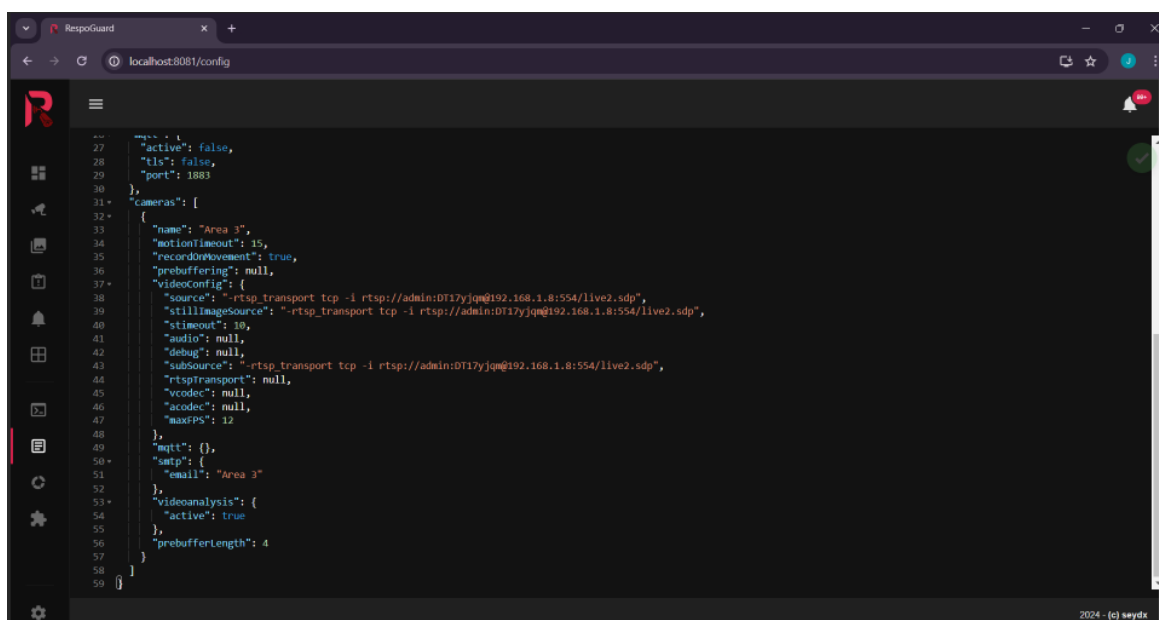 RespoGuard
localhost:8081/config
J
99+
27 "active": false,
28 "tls": false,
29 "port": 1883
30 },
31 "cameras": [
32 {
33 "name": "Area 3",
34 "motionTimeout": 15,
35 "recordOnMovement": true,
36 "prebuffering": null,
37 "videoConfig": {
38 "source": "-rtsp_transport tcp -i rtsp://admin:DT17yjqm@192.168.1.8:554/live2.sdp",
39 "stillImageSource": "-rtsp_transport tcp -i rtsp://admin:DT17yjqm@192.168.1.8:554/live2.sdp",
40 "stimeout": 10,
41 "audio": null,
42 "debug": null,
43 "subSource": "-rtsp_transport tcp -i rtsp://admin:DT17yjqm@192.168.1.8:554/live2.sdp",
44 "rtspTransport": null,
45 "vcodec": null,
46 "acodec": null,
47 "maxFPS": 12
48 },
49 "mqtt": {},
50 "smtp": {
51 "email": "Area 3"
52 },
53 "videoanalysis": {
54 "active": true
55 },
56 "prebufferLength": 4
57 }
58 ]
59 }
2024 - (c) seydx